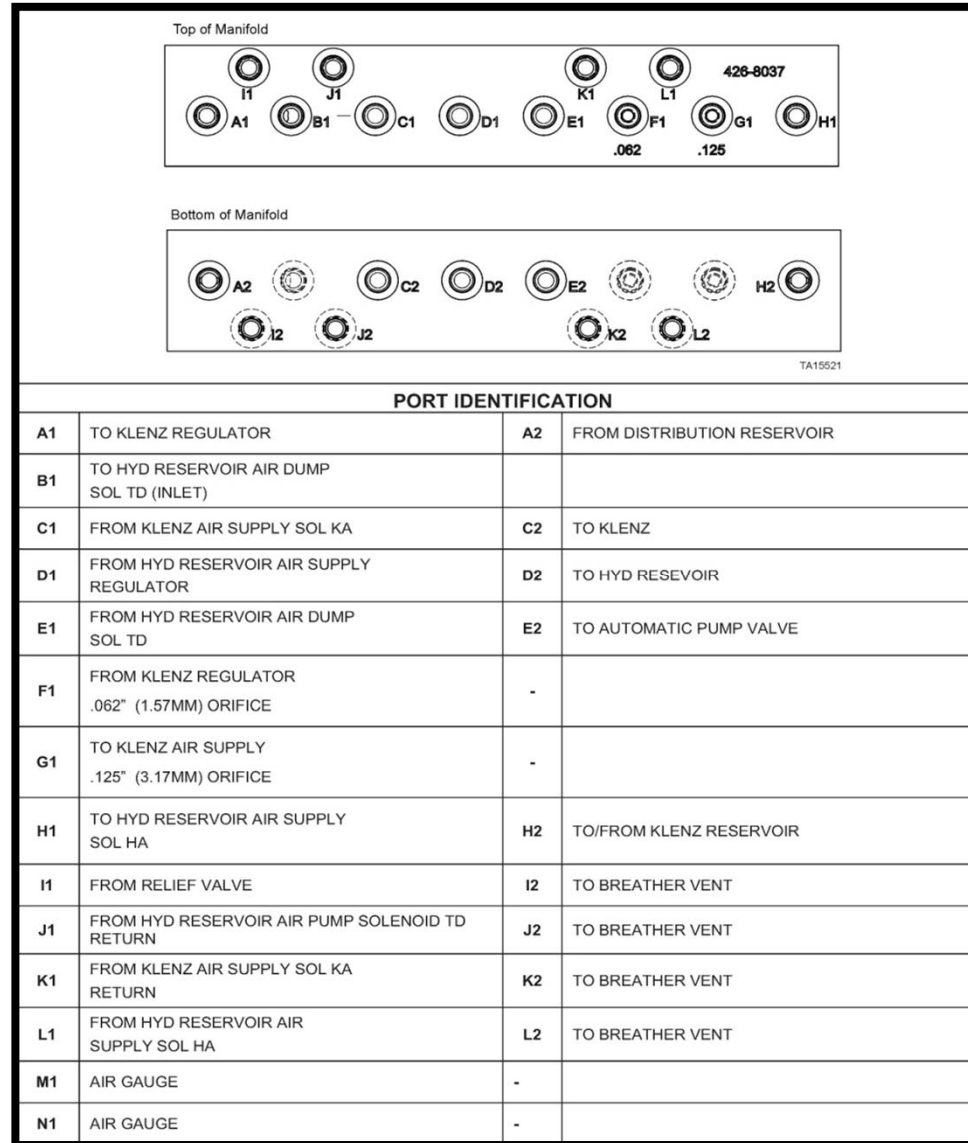 Top of Manifold
I1 J1 K1 L1 426-8037
A1 B1 C1 D1 E1 F1 G1 H1
.062 .125
Bottom of Manifold
A2 C2 D2 E2 H2
I2 J2 K2 L2
TA15521
PORT IDENTIFICATION
A1 TO KLENZ REGULATOR A2 FROM DISTRIBUTION RESERVOIR
B1 TO HYD RESERVOIR AIR DUMP
SOL TD (INLET)
C1 FROM KLENZ AIR SUPPLY SOL KA C2 TO KLENZ
D1 FROM HYD RESERVOIR AIR SUPPLY
REGULATOR D2 TO HYD RESEVOIR
E1 FROM HYD RESERVOIR AIR DUMP
SOL TD E2 TO AUTOMATIC PUMP VALVE
F1 FROM KLENZ REGULATOR
.062” (1.57MM) ORIFICE -
G1 TO KLENZ AIR SUPPLY
.125” (3.17MM) ORIFICE -
H1 TO HYD RESERVOIR AIR SUPPLY
SOL HA H2 TO/FROM KLENZ RESERVOIR
I1 FROM RELIEF VALVE I2 TO BREATHER VENT
J1 FROM HYD RESERVOIR AIR PUMP SOLENOID TD
RETURN J2 TO BREATHER VENT
K1 FROM KLENZ AIR SUPPLY SOL KA
RETURN K2 TO BREATHER VENT
L1 FROM HYD RESERVOIR AIR
SUPPLY SOL HA L2 TO BREATHER VENT
M1 AIR GAUGE -
N1 AIR GAUGE -